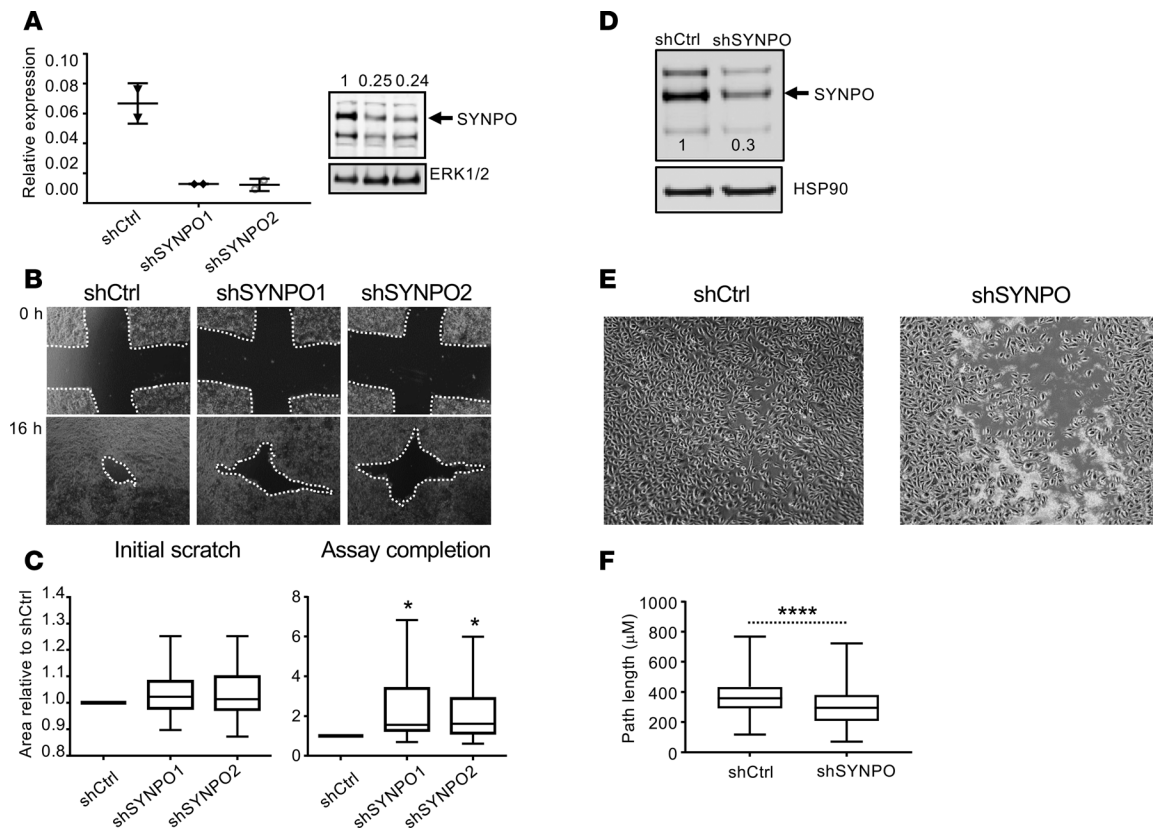 A
Relative expression
0.10
0.08
0.06
0.04
0.02
0.00
shCtrl
shSYNPO1
shSYNPO2
1 0.25 0.24
SYNPO
ERK1/2
B
shCtrl shSYNPO1 shSYNPO2
0 h
16 h
C
Initial scratch
Area relative to shCtrl
1.4
1.3
1.2
1.1
1.0
0.9
0.8
shCtrl
shSYNPO1
shSYNPO2
Assay completion
8
6
4
2
0
*
*
shCtrl
shSYNPO1
shSYNPO2
D
shCtrl shSYNPO
SYNPO
1 0.3
HSP90
E
shCtrl shSYNPO
F
Path length (μM)
1000
800
600
400
200
0
****
shCtrl shSYNPO